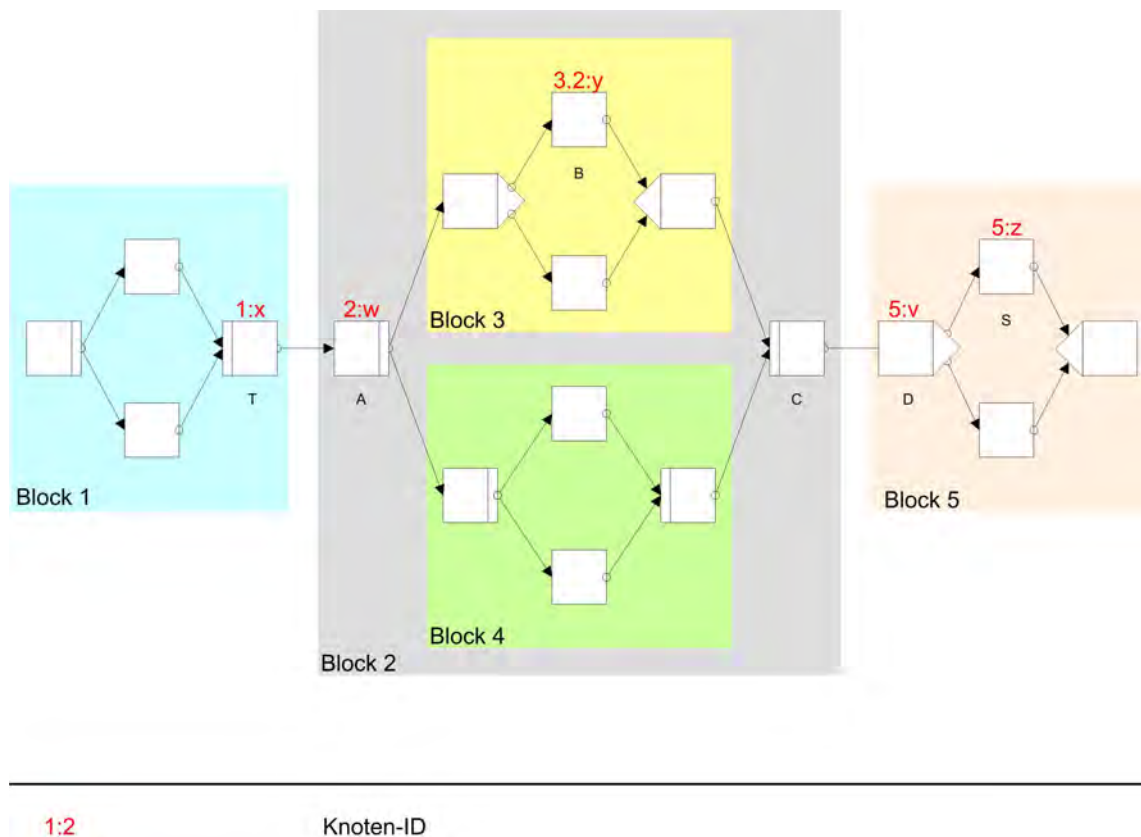 3.2:y
B
Block 3
1:x
T
2:w
A
C
5:v
D
5:z
S
Block 1
Block 5
Block 4
Block 2
1:2 Knoten-ID